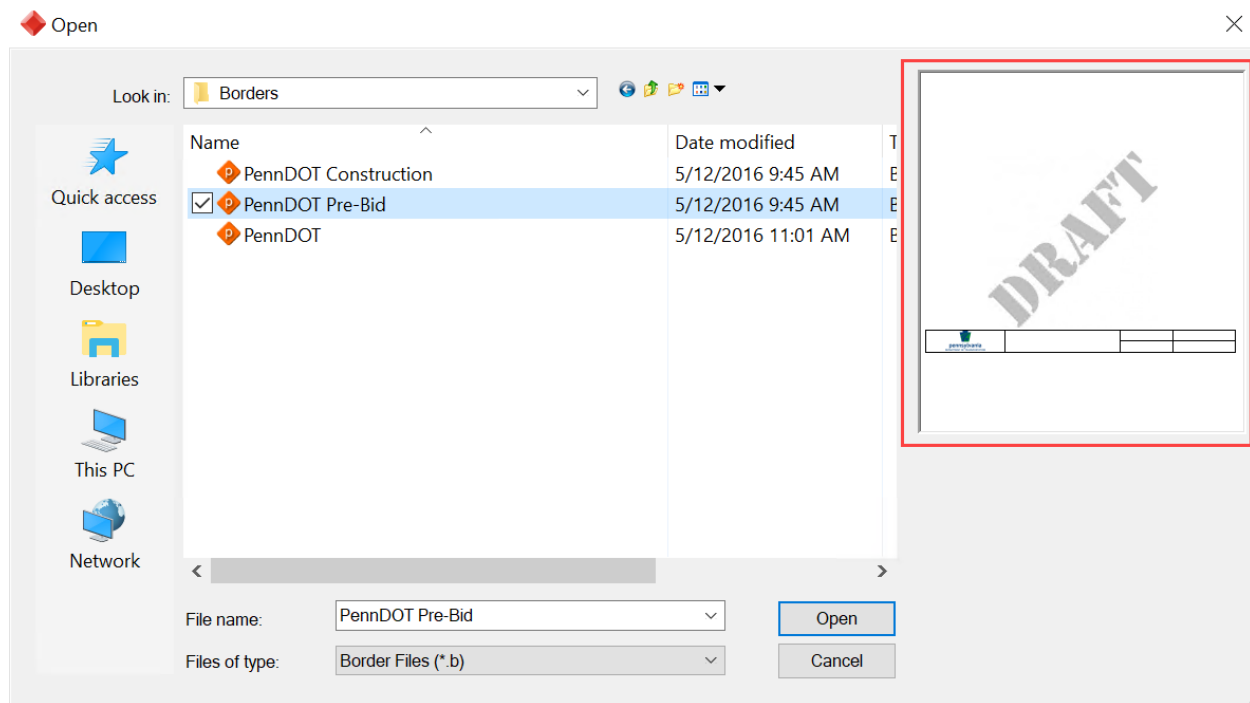 Open
Look in: Borders
Name Date modified T
PennDOT Construction 5/12/2016 9:45 AM B
PennDOT Pre-Bid 5/12/2016 9:45 AM B
PennDOT 5/12/2016 11:01 AM B
Quick access
Desktop
Libraries
This PC
Network
File name: PennDOT Pre-Bid Open
Files of type: Border Files (*.b) Cancel
DRAFT
pennsylvania